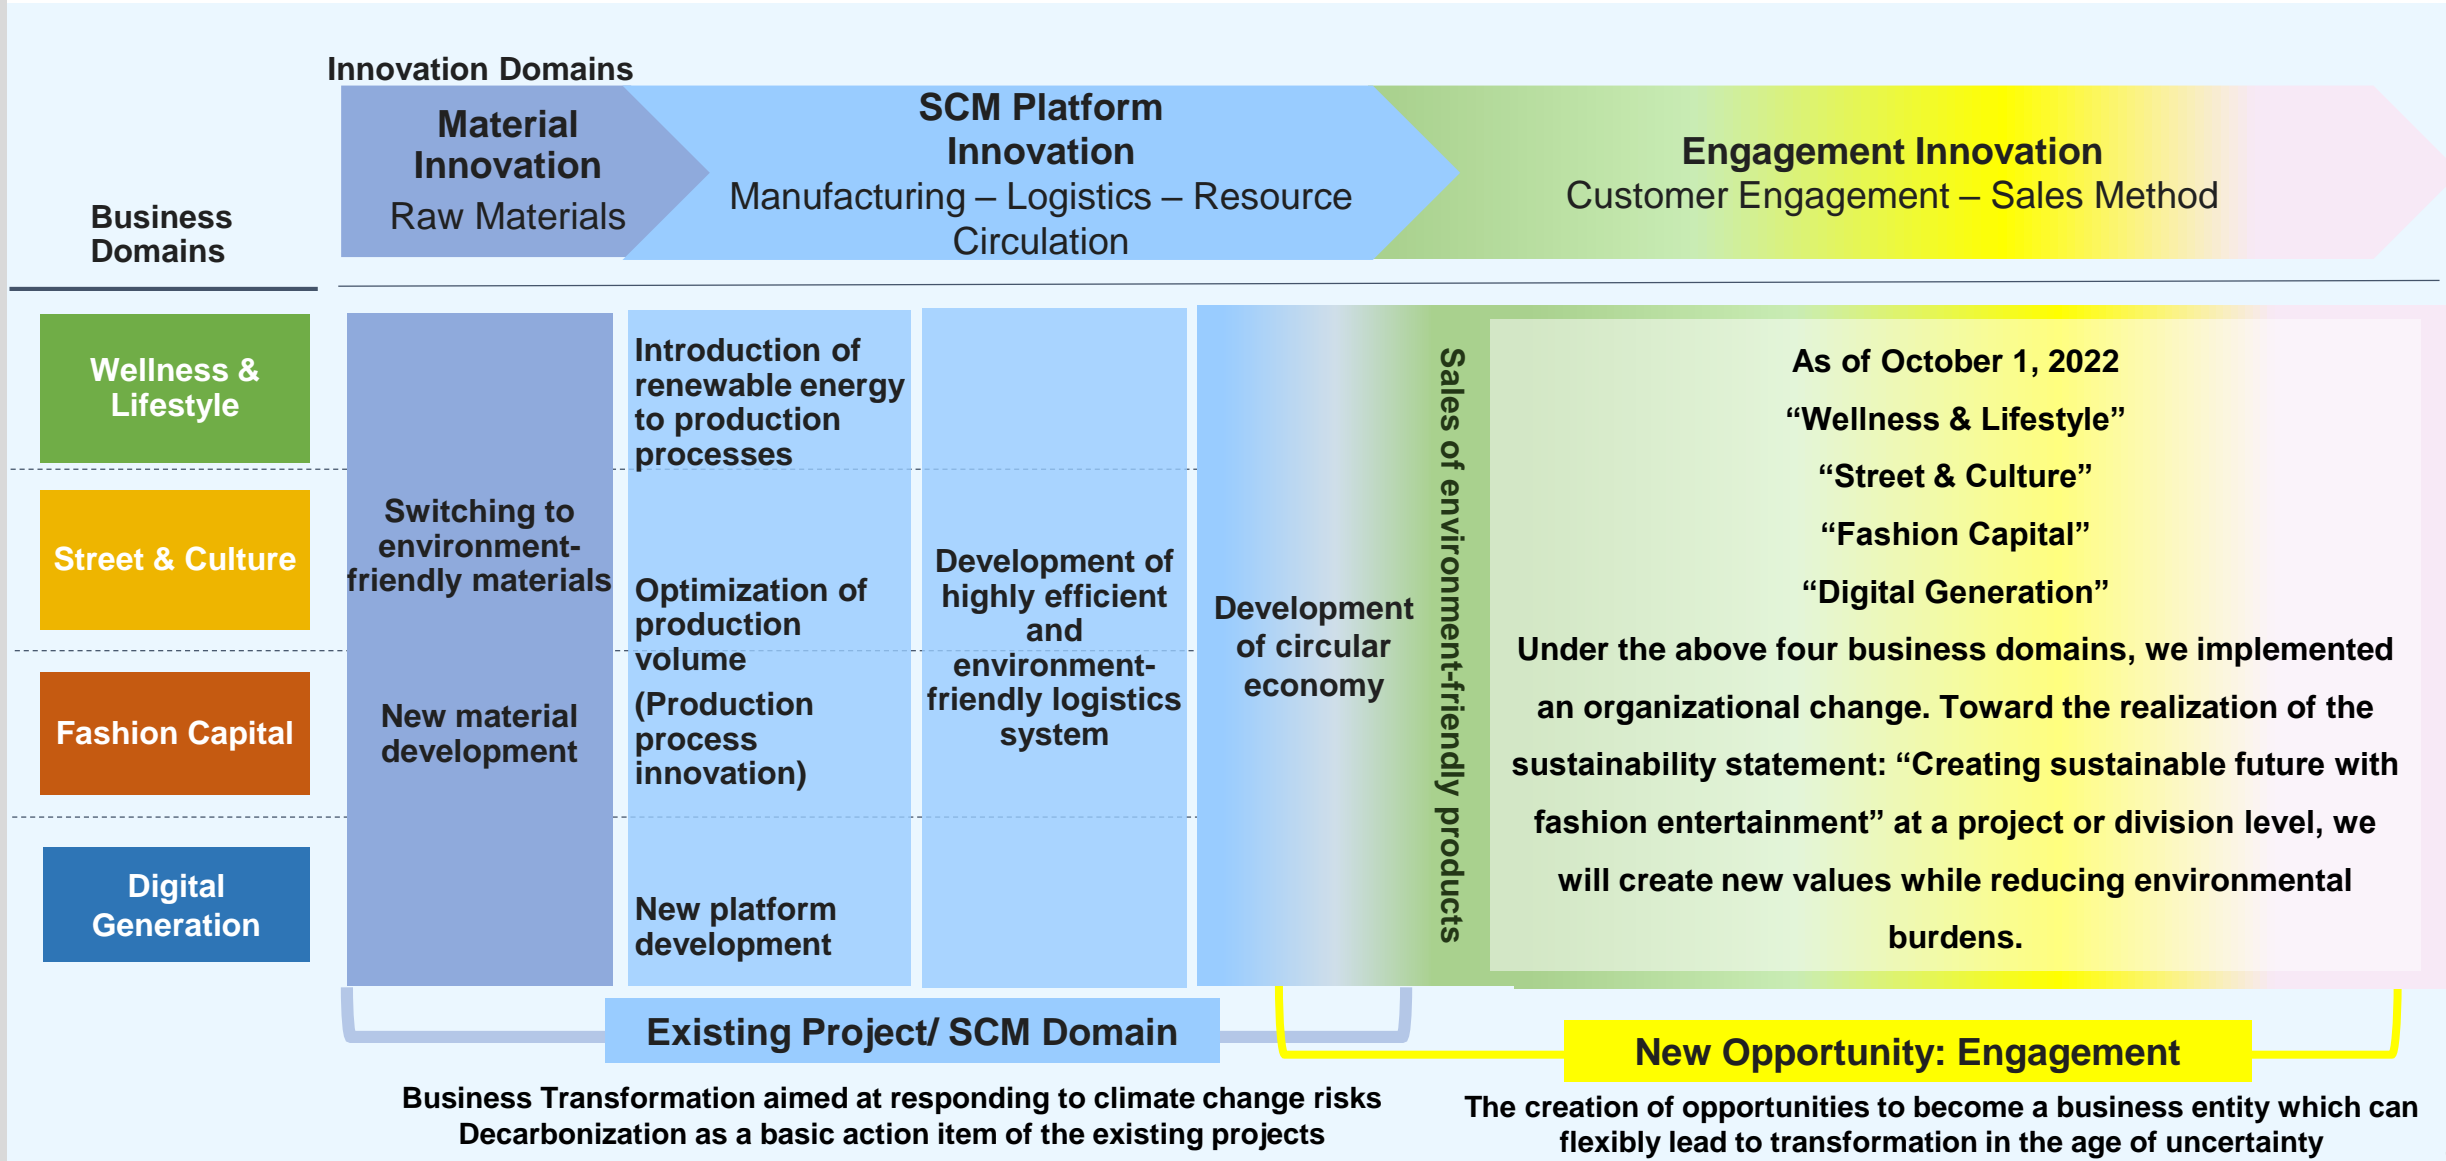 Innovation Domains
Material
Innovation
Raw Materials
SCM Platform
Innovation
Manufacturing – Logistics – Resource
Circulation
Engagement Innovation
Customer Engagement – Sales Method
Business
Domains
Wellness &
Lifestyle
Street & Culture
Fashion Capital
Digital
Generation
Switching to
environment-
friendly materials
New material
development
Introduction of
renewable energy
to production
processes
Optimization of
production
volume
(Production
process
innovation)
New platform
development
Development of
highly efficient
and
environment-
friendly logistics
system
Development
of circular
economy
Sales of environment-friendly products
As of October 1, 2022
“Wellness & Lifestyle”
“Street & Culture”
“Fashion Capital”
“Digital Generation”
Under the above four business domains, we implemented
an organizational change. Toward the realization of the
sustainability statement: “Creating sustainable future with
fashion entertainment” at a project or division level, we
will create new values while reducing environmental
burdens.
Existing Project/ SCM Domain
Business Transformation aimed at responding to climate change risks
Decarbonization as a basic action item of the existing projects
New Opportunity: Engagement
The creation of opportunities to become a business entity which can
flexibly lead to transformation in the age of uncertainty